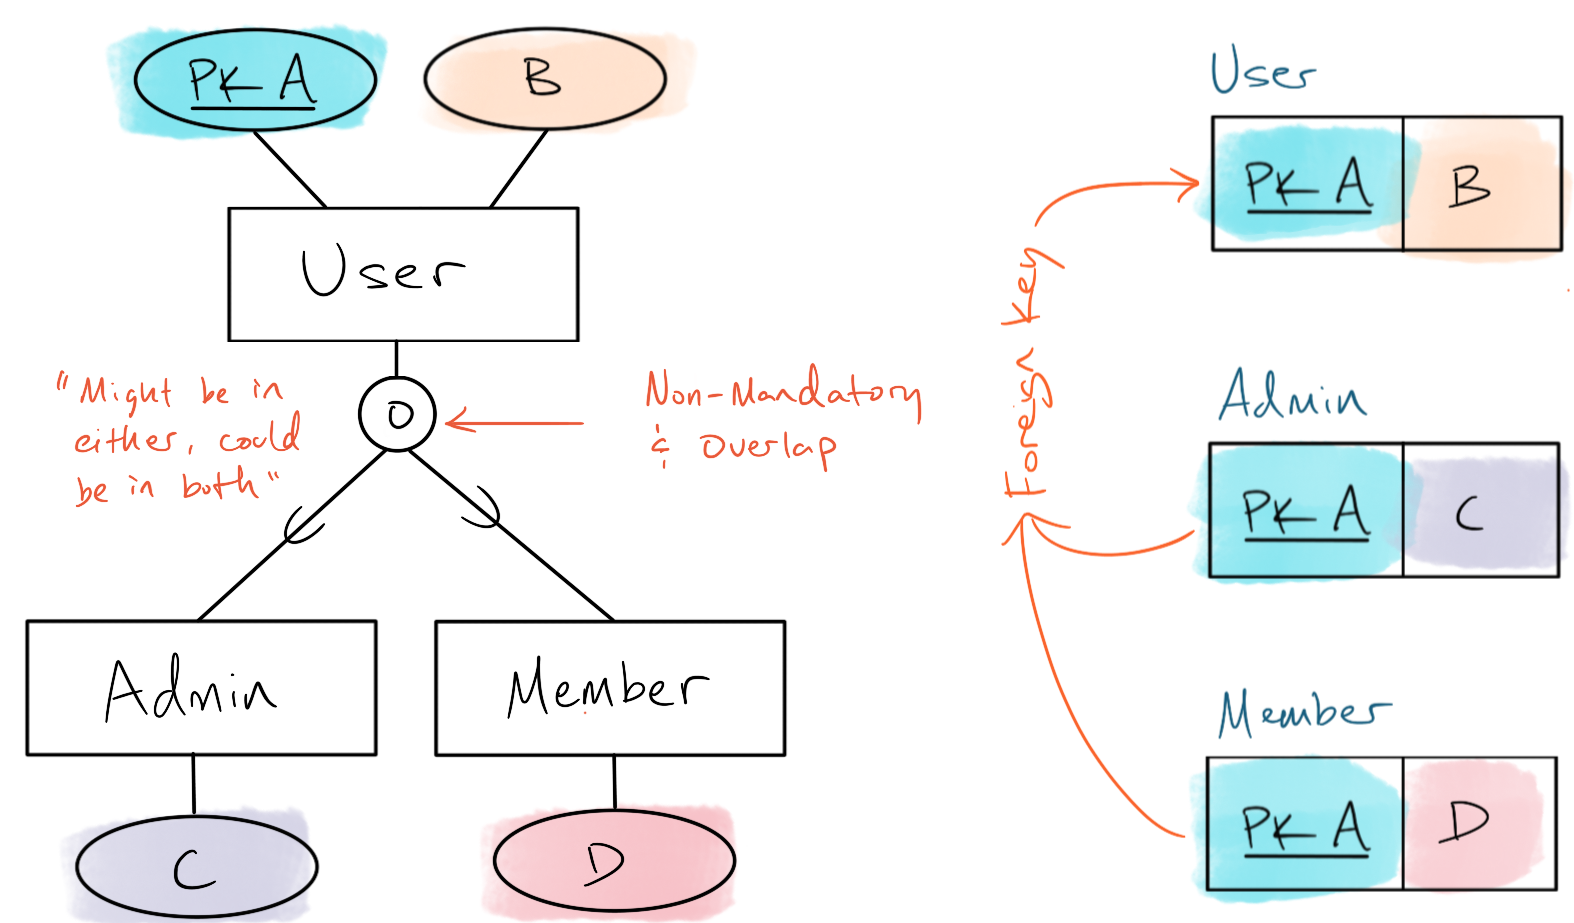 PK A
B
User
"Might be in
either, could
be in both"
O
Non-Mandatory
& Overlap
Admin
Member
C
D
Foreign Key
User
PK A
B
Admin
PK A
C
Member
PK A
D